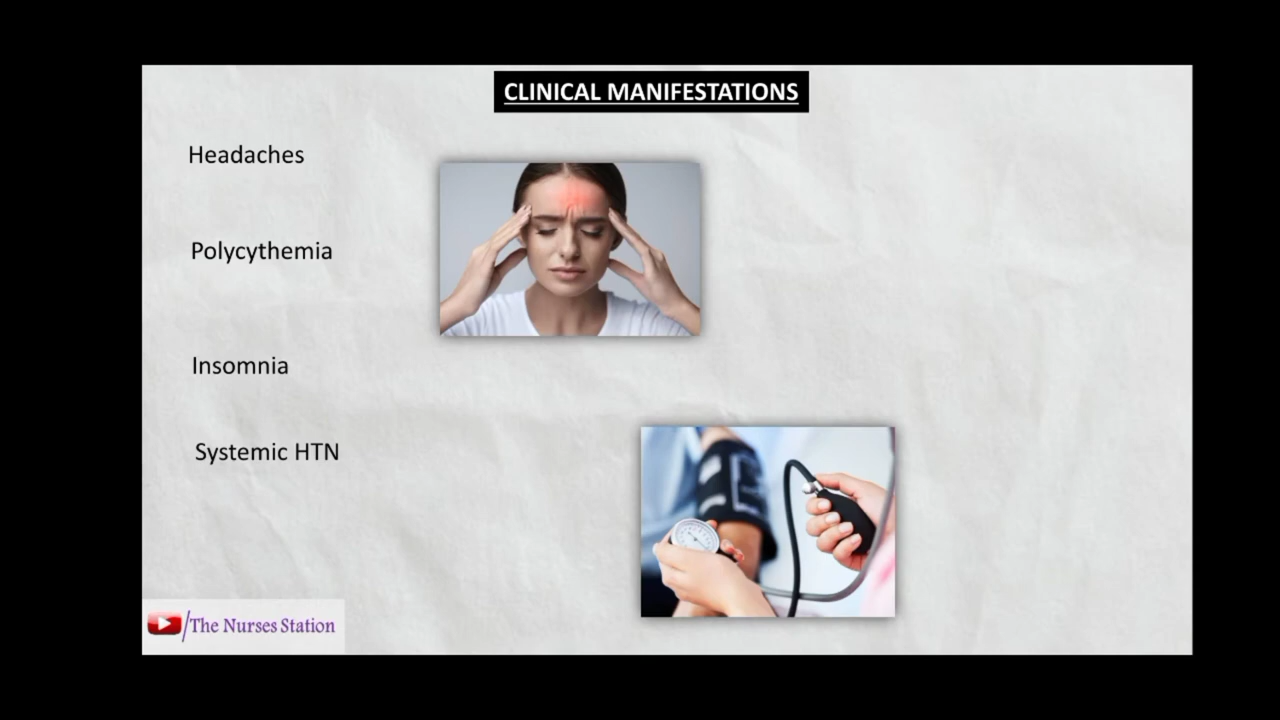 CLINICAL MANIFESTATIONS
Headaches
Polycythemia
Insomnia
Systemic HTN
The Nurses Station